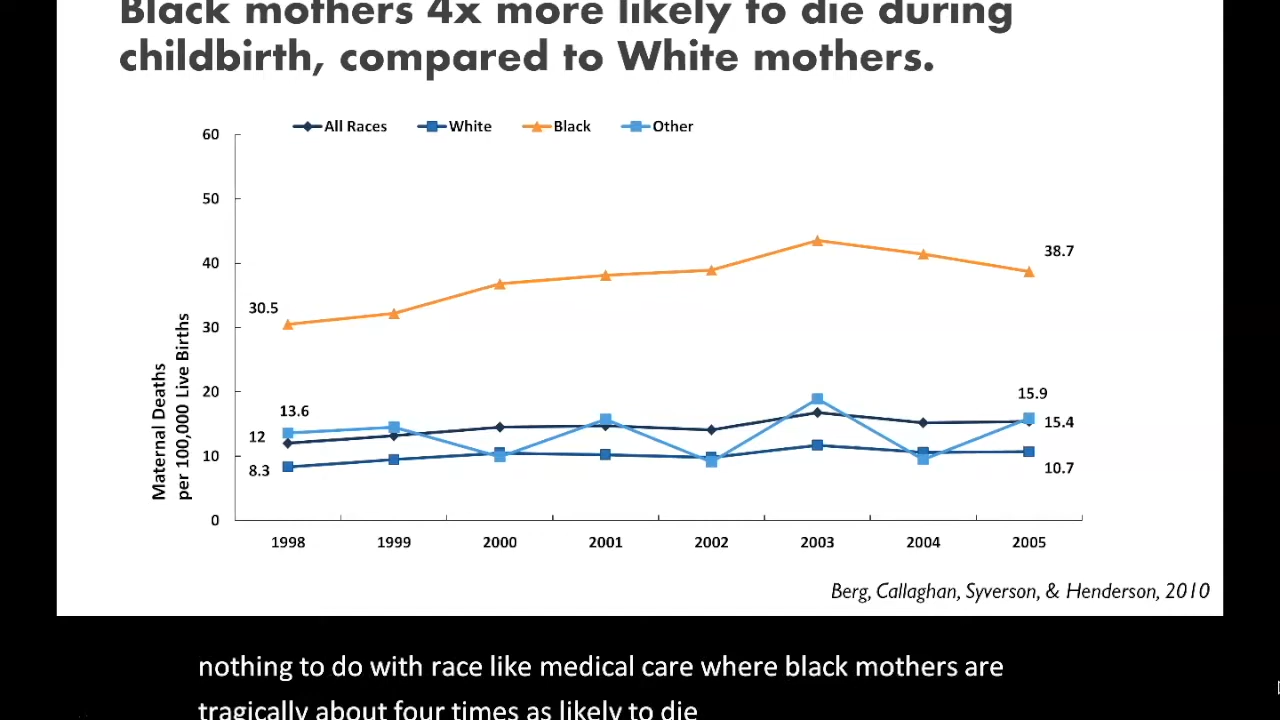 Black mothers 4x more likely to die during
childbirth, compared to White mothers.
All Races White Black Other
60
50
40
30
20
10
0
Maternal Deaths
per 100,000 Live Births
30.5
13.6
12
8.3
38.7
15.9
15.4
10.7
1998 1999 2000 2001 2002 2003 2004 2005
Berg, Callaghan, Syverson, & Henderson, 2010
nothing to do with race like medical care where black mothers are
tragically about four times as likely to die